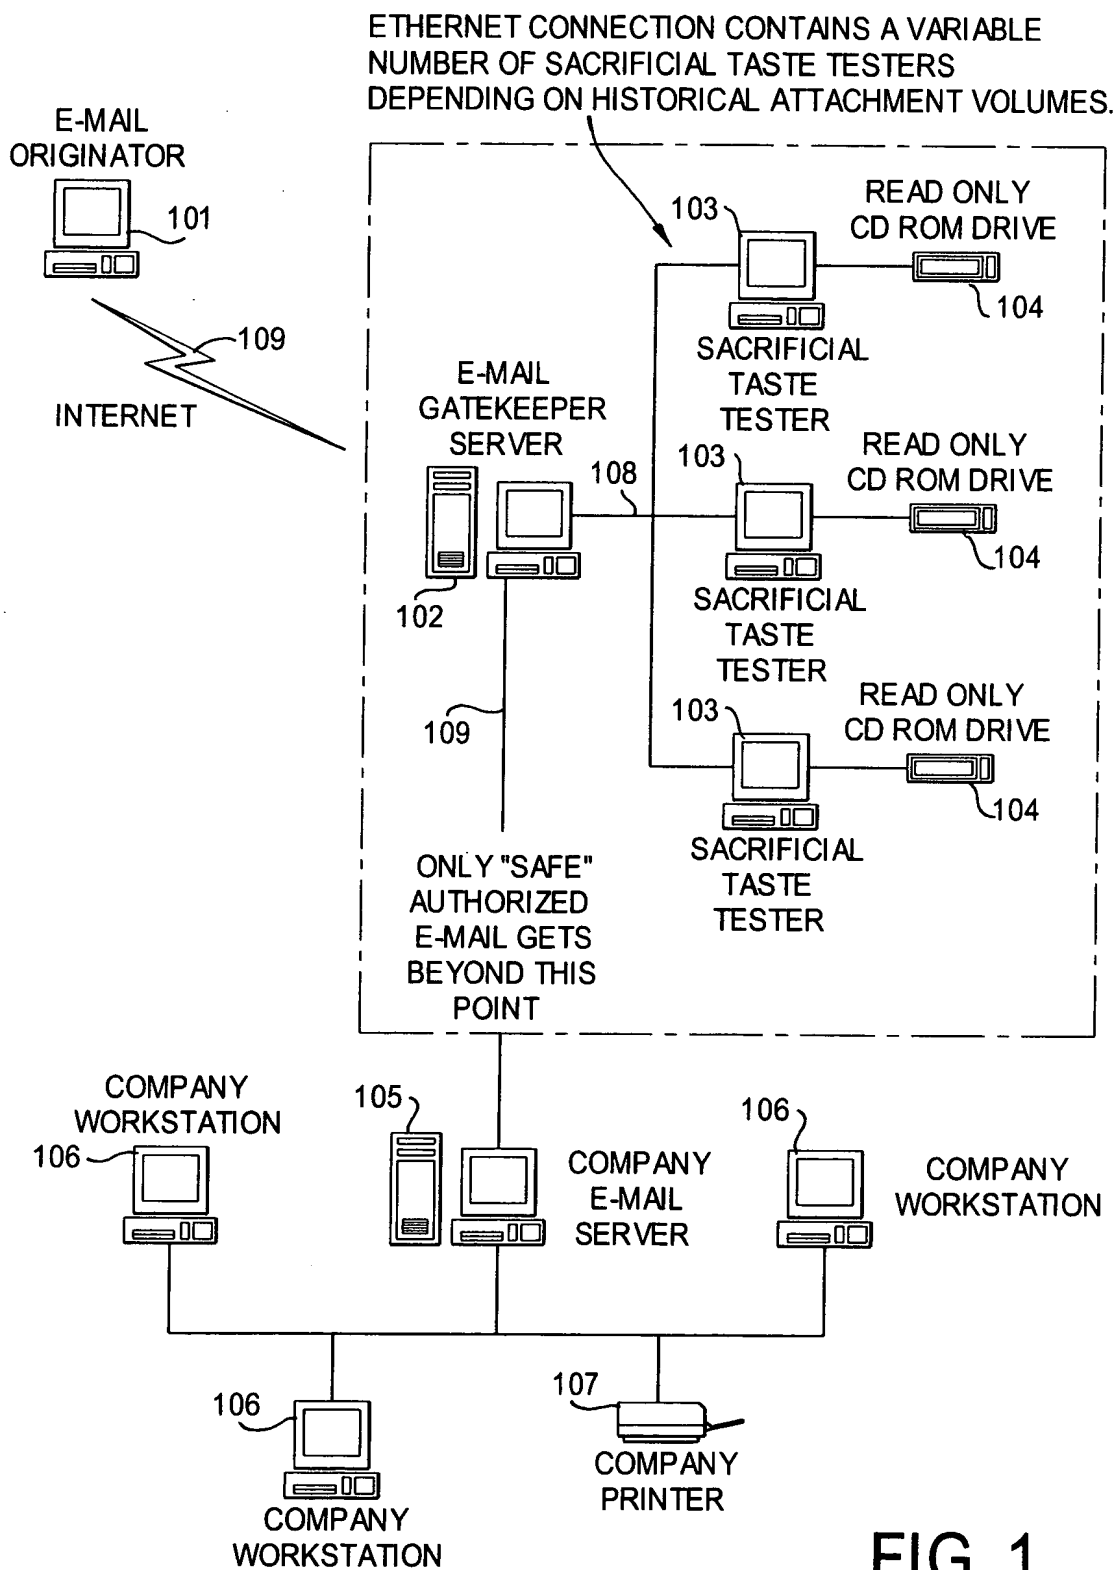 ETHERNET CONNECTION CONTAINS A VARIABLE
NUMBER OF SACRIFICIAL TASTE TESTERS
DEPENDING ON HISTORICAL ATTACHMENT VOLUMES.
E-MAIL
ORIGINATOR
101
109
INTERNET
103
READ ONLY
CD ROM DRIVE
104
SACRIFICIAL
TASTE
TESTER
E-MAIL
GATEKEEPER
SERVER
102
108
103
READ ONLY
CD ROM DRIVE
104
SACRIFICIAL
TASTE
TESTER
109
103
READ ONLY
CD ROM DRIVE
104
SACRIFICIAL
TASTE
TESTER
ONLY "SAFE"
AUTHORIZED
E-MAIL GETS
BEYOND THIS
POINT
COMPANY
WORKSTATION
106
105
COMPANY
E-MAIL
SERVER
106
COMPANY
WORKSTATION
106
COMPANY
WORKSTATION
107
COMPANY
PRINTER
FIG. 1